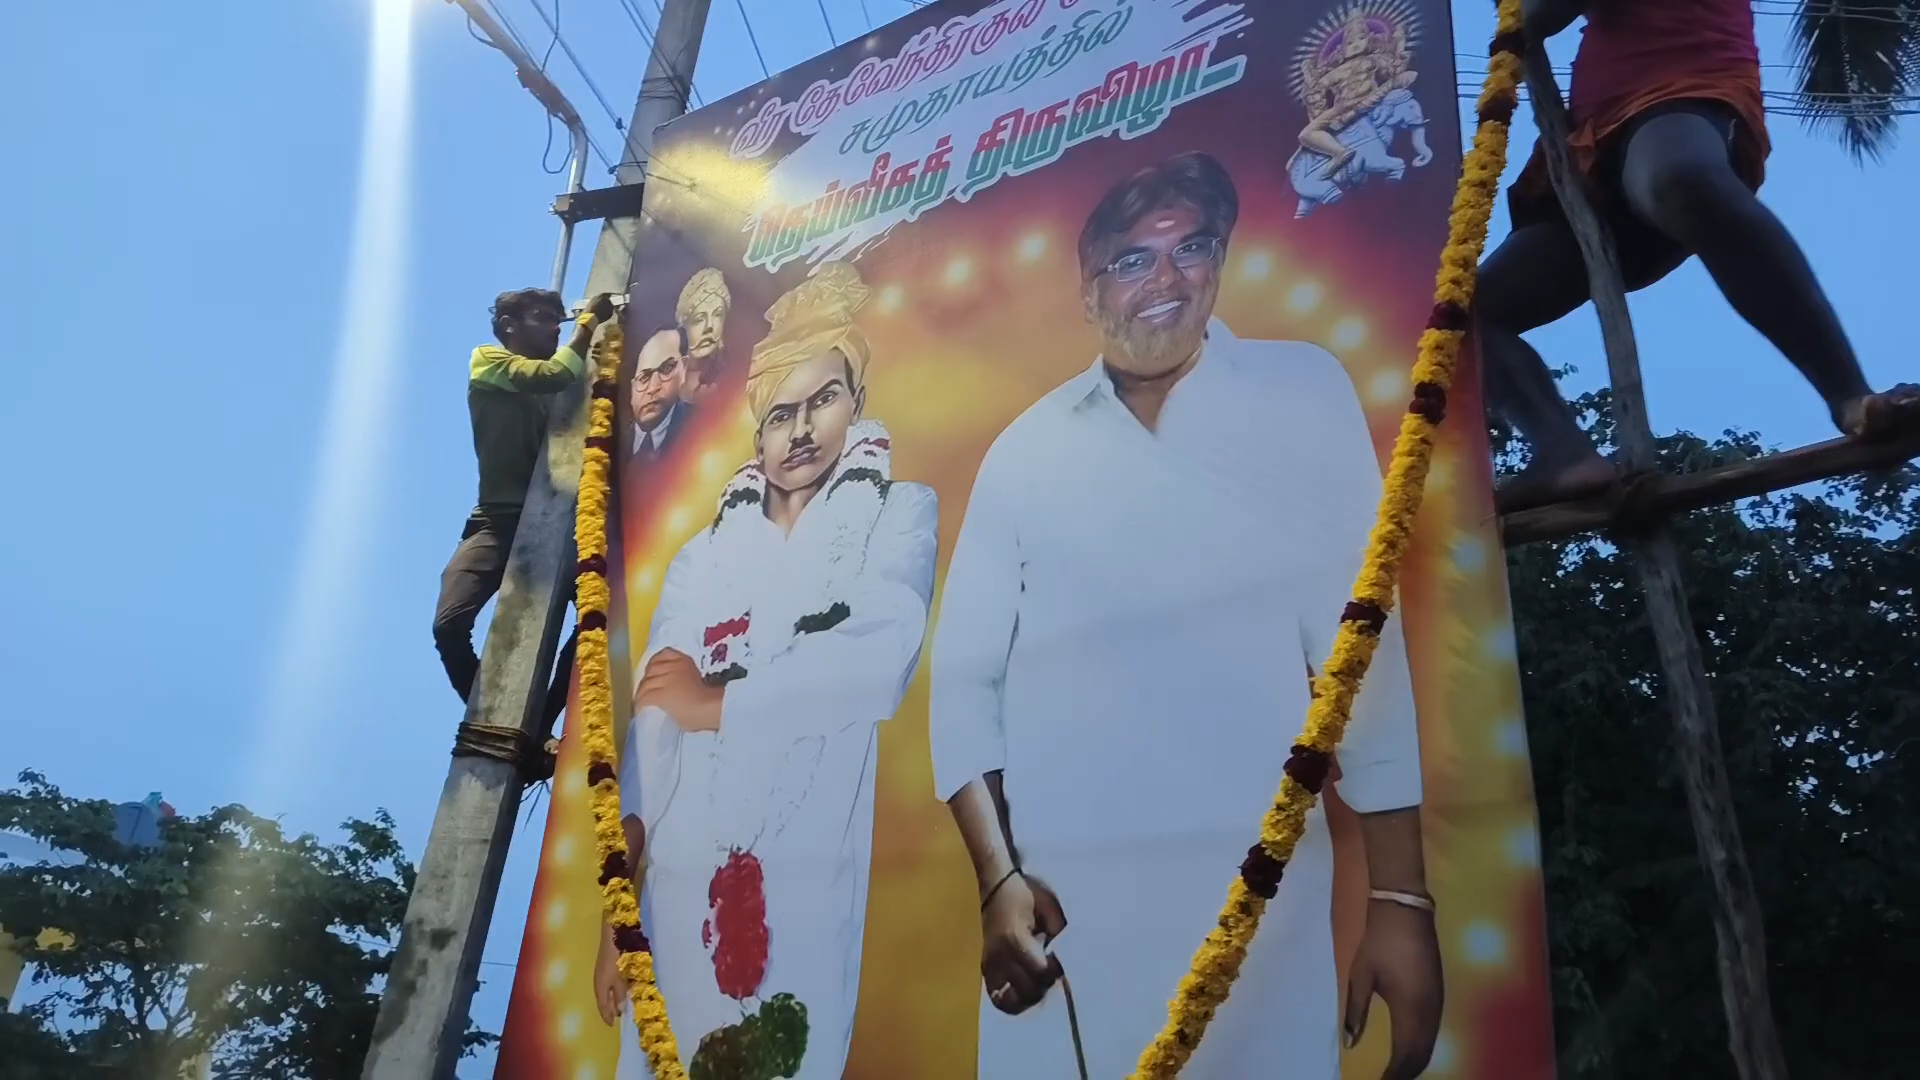 வீர தேவேந்திரகுல
சமுதாயத்தில்
தெய்வீகத் திருவிழா